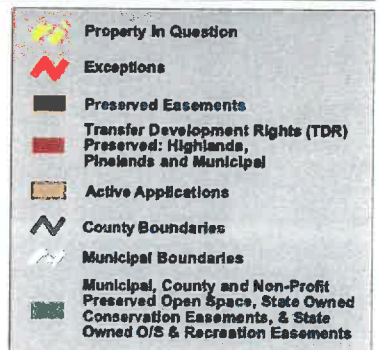 Property In Question
Exceptions
Preserved Easements
Transfer Development Rights (TDR)
Preserved: Highlands,
Pinelands and Municipal
Active Applications
County Boundaries
Municipal Boundaries
Municipal, County and Non-Profit
Preserved Open Space, State Owned
Conservation Easements, & State
Owned O/S & Recreation Easements